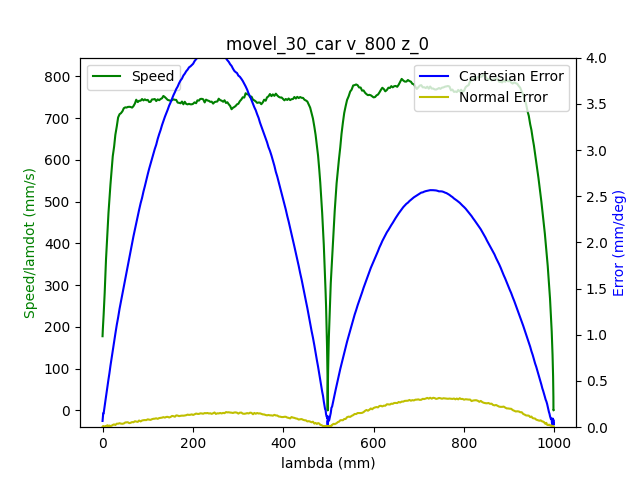 movel_30_car v_800 z_0
Speed
Cartesian Error
Normal Error
Speed/lamdot (mm/s)
800
700
600
500
400
300
200
100
0
4.0
3.5
3.0
2.5
2.0
1.5
1.0
0.5
0.0
Error (mm/deg)
0 200 400 600 800 1000
lambda (mm)